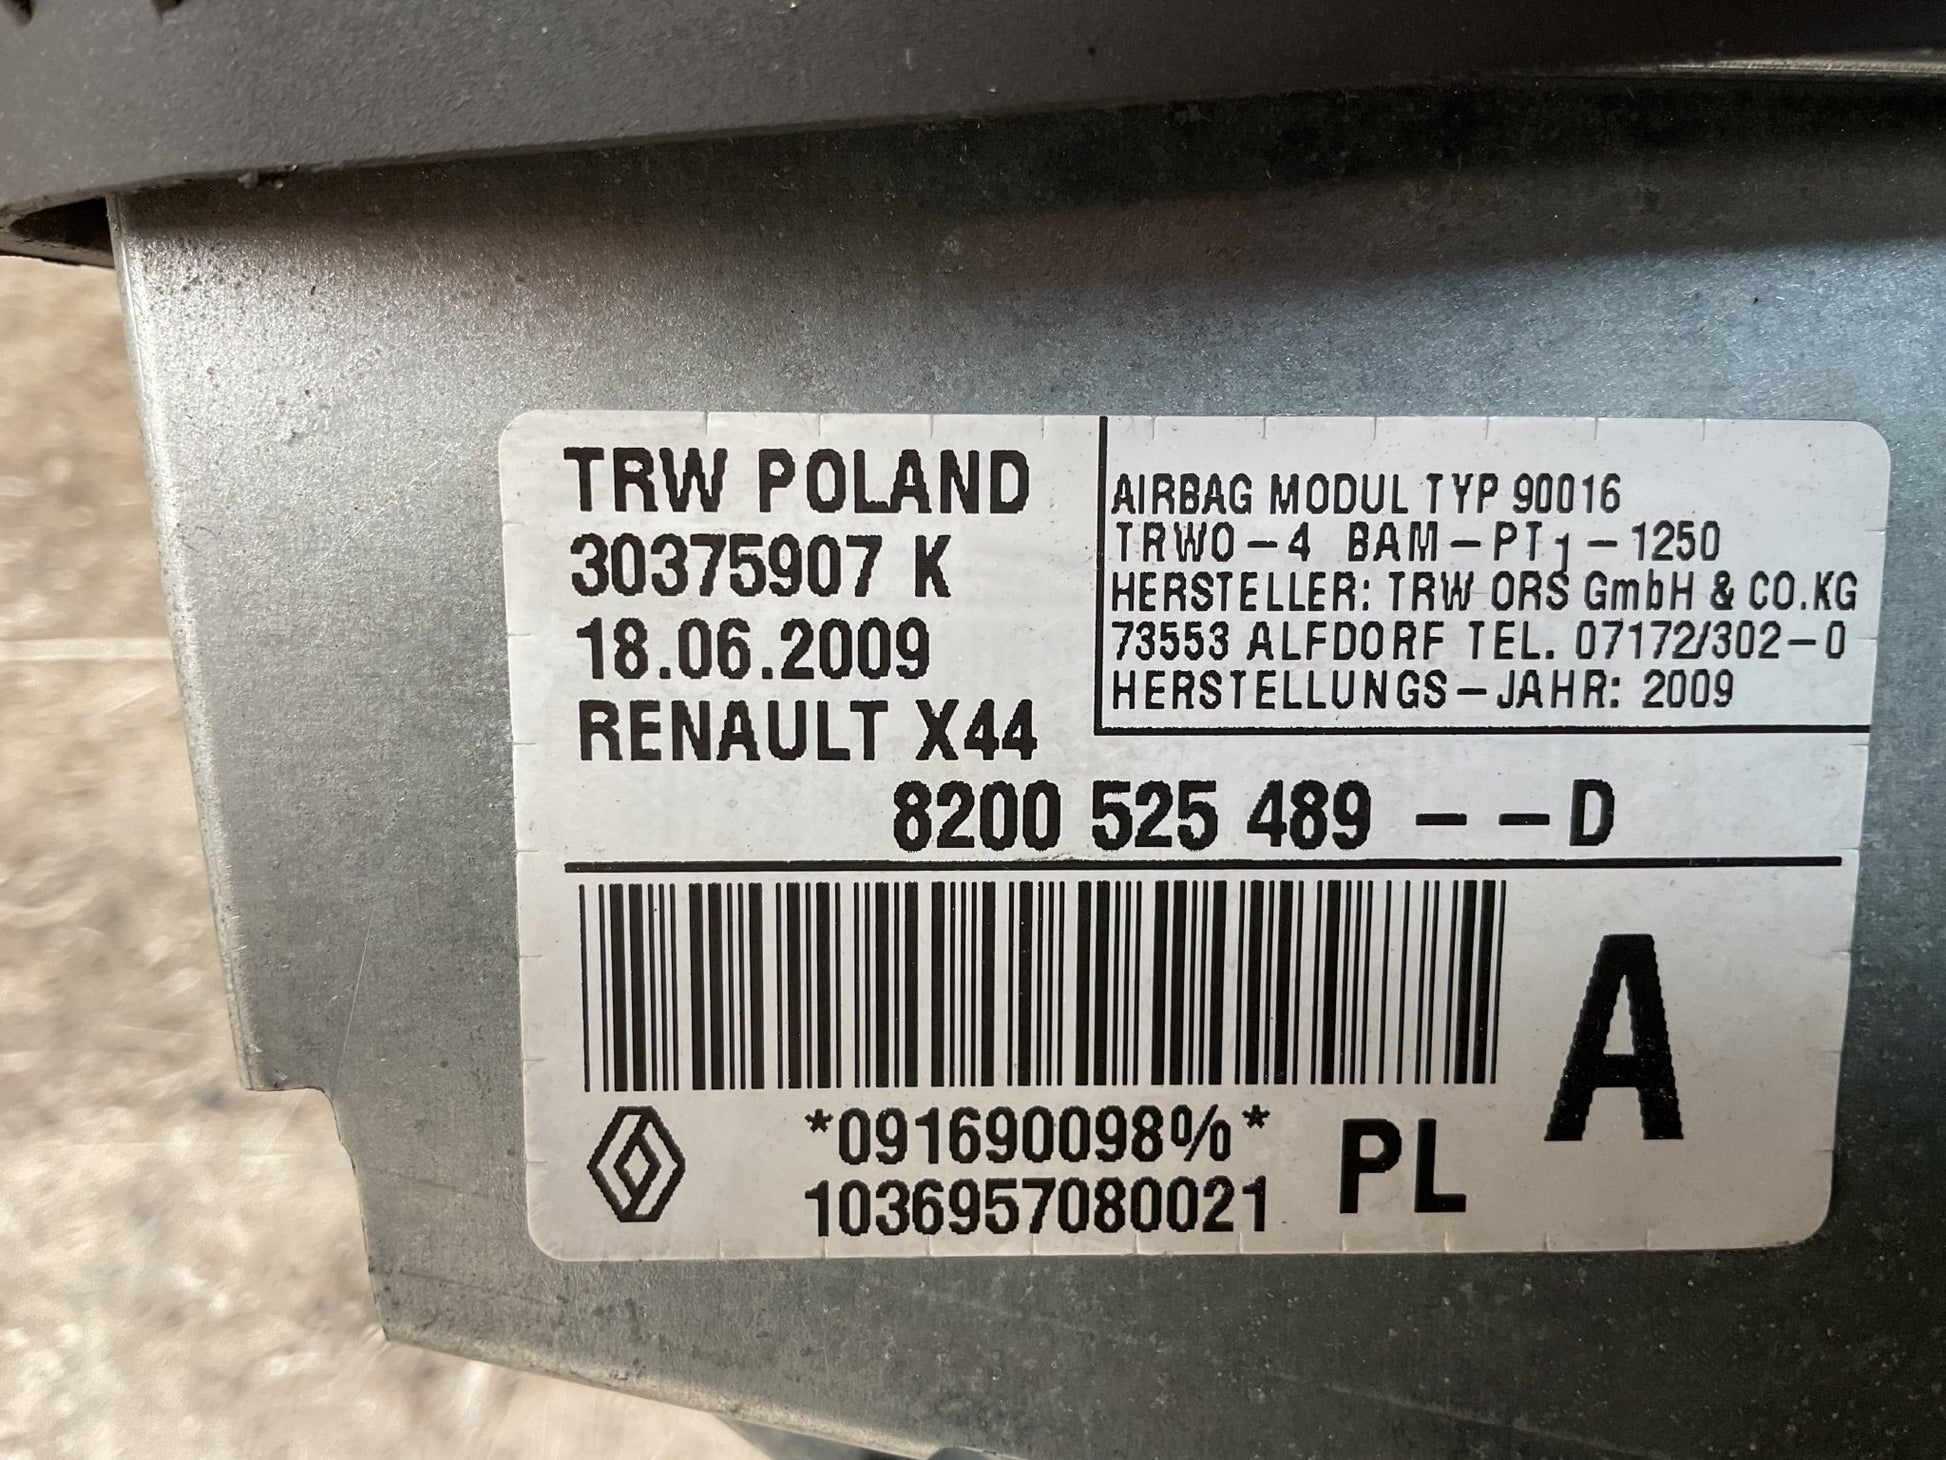 TRW POLAND
30375907 K
18.06.2009
RENAULT X44
AIRBAG MODUL TYP 90016
TRWO-4 BAM-PT1-1250
HERSTELLER: TRW ORS GmbH & CO.KG
73553 ALFDORF TEL. 07172/302-0
HERSTELLUNGS-JAHR: 2009
8200 525 489 --D
A
*091690098%*
1036957080021
PL